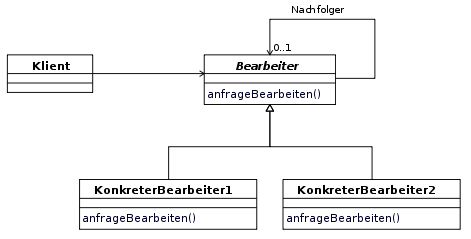 Nachfolger
0..1
Klient
Bearbeiter
anfrageBearbeiten()
KonkreterBearbeiter1
KonkreterBearbeiter2
anfrageBearbeiten()
anfrageBearbeiten()